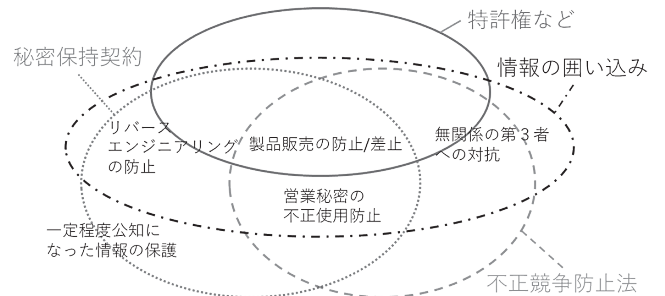 特許権など
秘密保持契約
情報の囲い込み
リバース
エンジニアリング
の防止
製品販売の防止/差止
無関係の第3者
への対抗
営業秘密の
不正使用防止
一定程度公知に
なった情報の保護
不正競争防止法